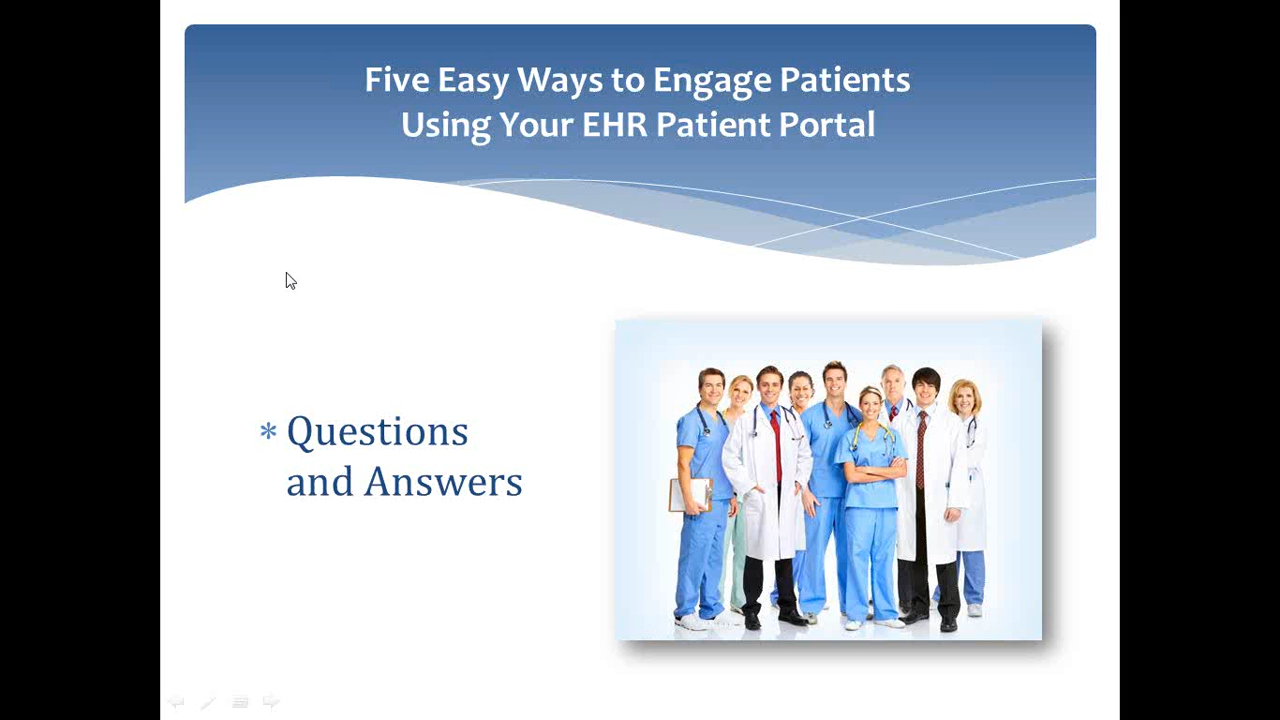 Five Easy Ways to Engage Patients
Using Your EHR Patient Portal
* Questions
and Answers